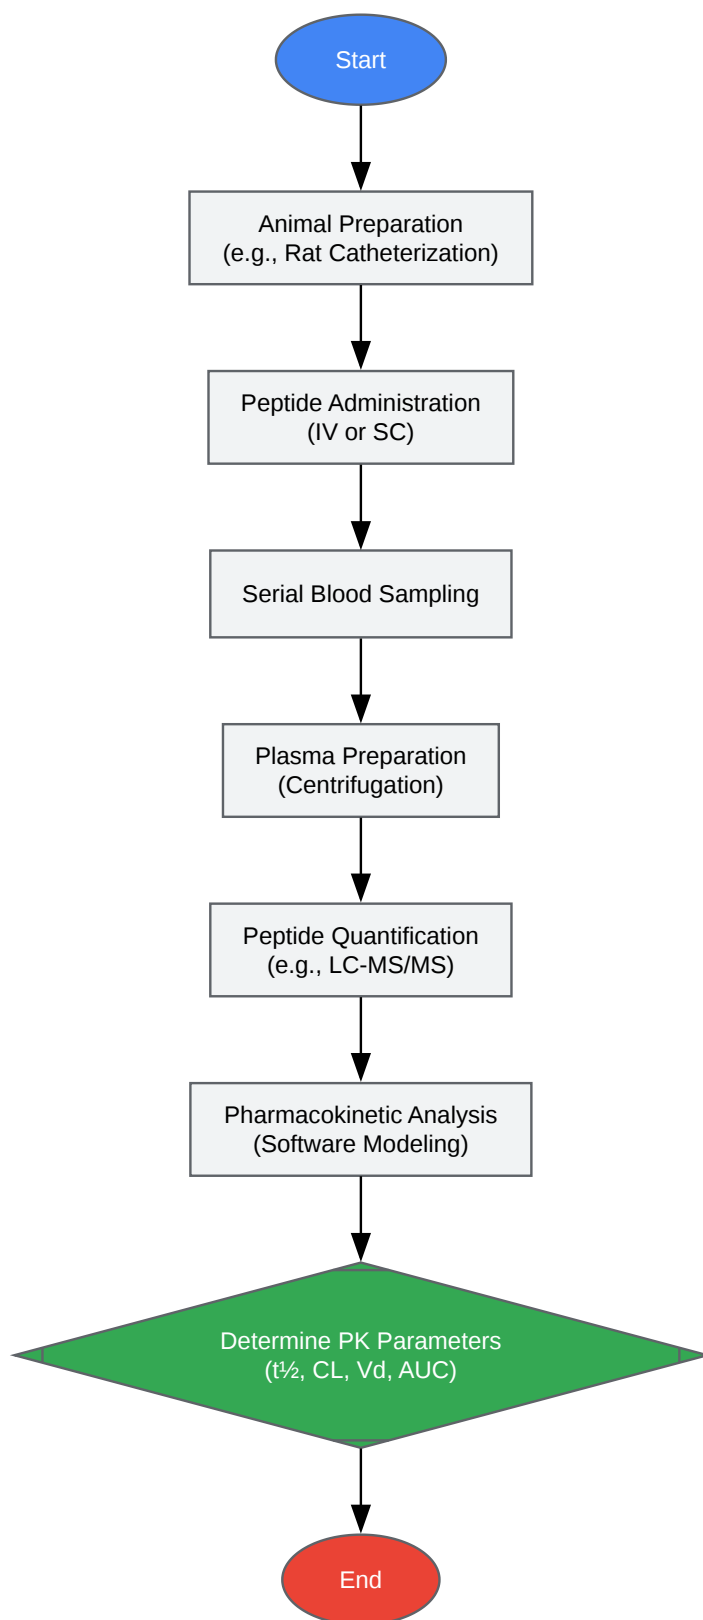 Start
Animal Preparation
(e.g., Rat Catheterization)
Peptide Administration
(IV or SC)
Serial Blood Sampling
Plasma Preparation
(Centrifugation)
Peptide Quantification
(e.g., LC-MS/MS)
Pharmacokinetic Analysis
(Software Modeling)
Determine PK Parameters
(t½, CL, Vd, AUC)
End